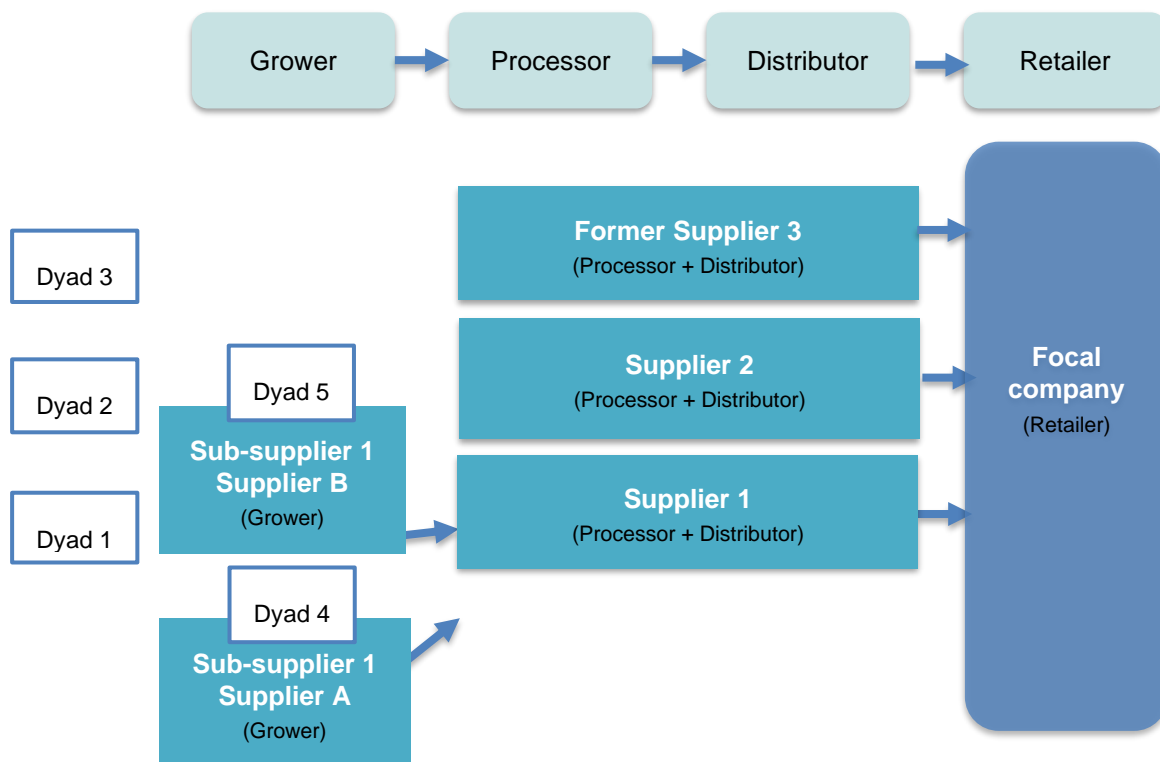 Grower
Processor
Distributor
Retailer
Former Supplier 3
(Processor + Distributor)
Dyad 3
Supplier 2
(Processor + Distributor)
Focal
company
(Retailer)
Dyad 2
Dyad 5
Sub-supplier 1
Supplier B
(Grower)
Supplier 1
(Processor + Distributor)
Dyad 1
Dyad 4
Sub-supplier 1
Supplier A
(Grower)